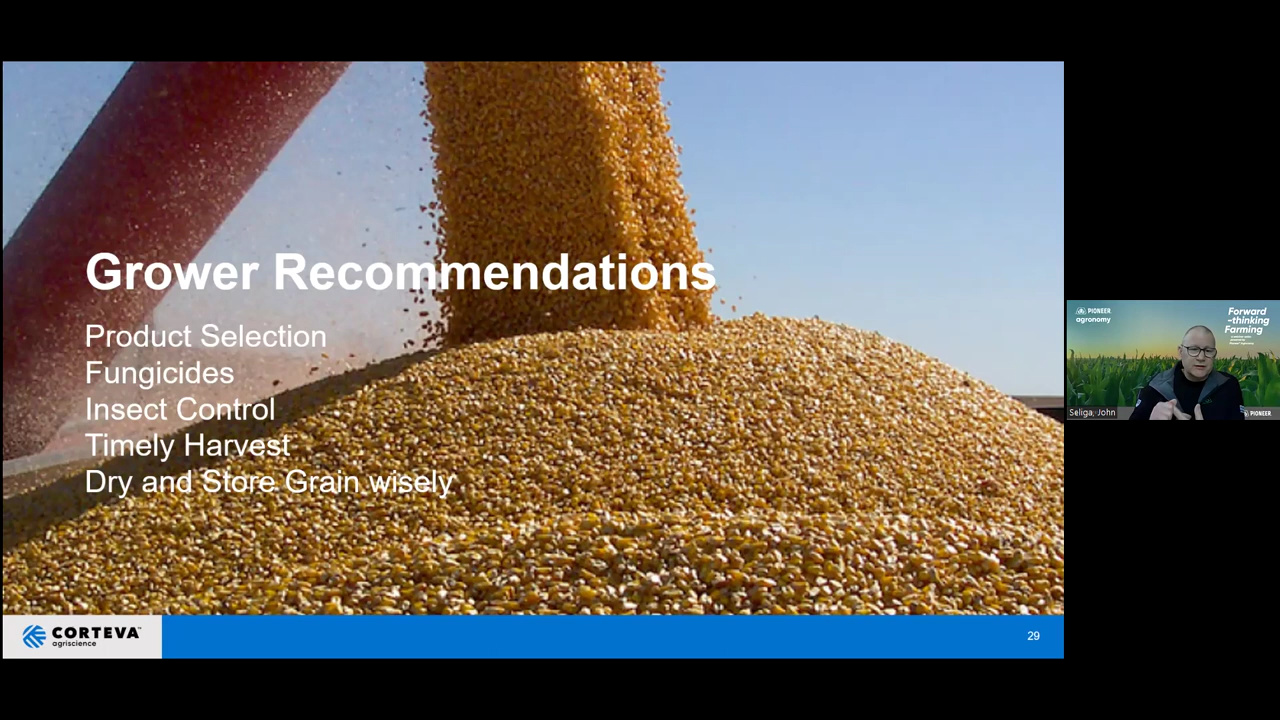 Grower Recommendations
Product Selection
Fungicides
Insect Control
Timely Harvest
Dry and Store Grain wisely
CORTEVA™
agriscience
29
PIONEER
agronomy
Forward
-thinking
Farming
Seliga, John
PIONEER